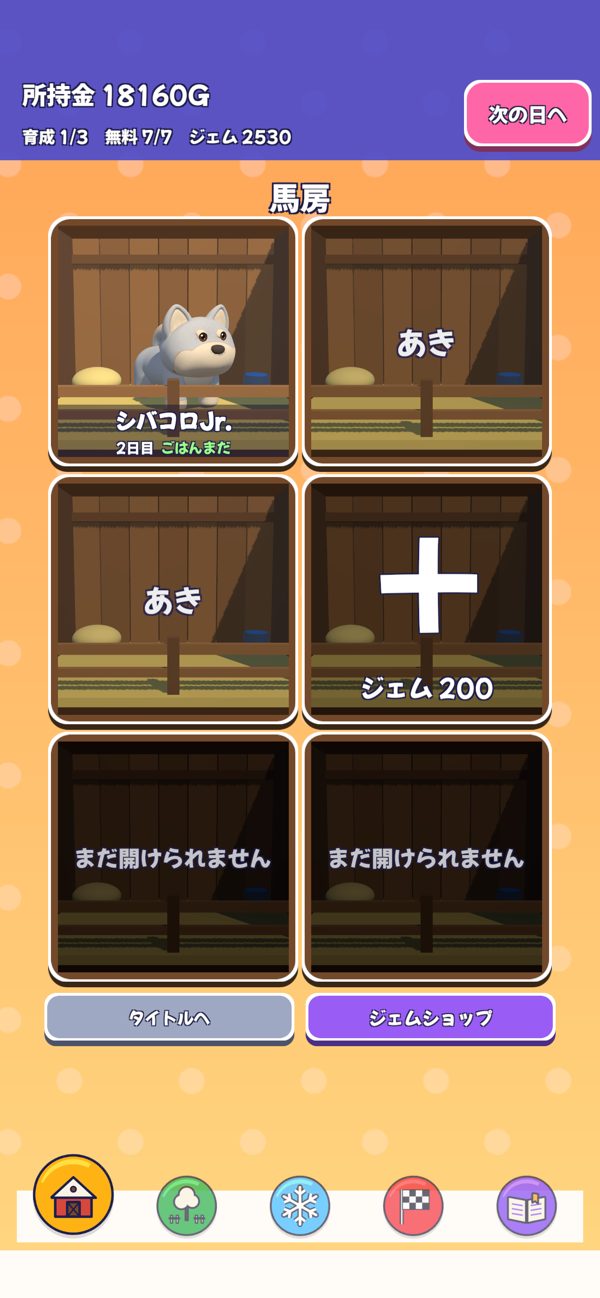 所持金 18160G
育成 1/3 無料 7/7 ジェム 2530
次の日へ
馬房
シバコロJr.
2日目 ごはんまだ
あき
あき
ジェム 200
まだ開けられません
まだ開けられません
タイトルへ
ジェムショップ